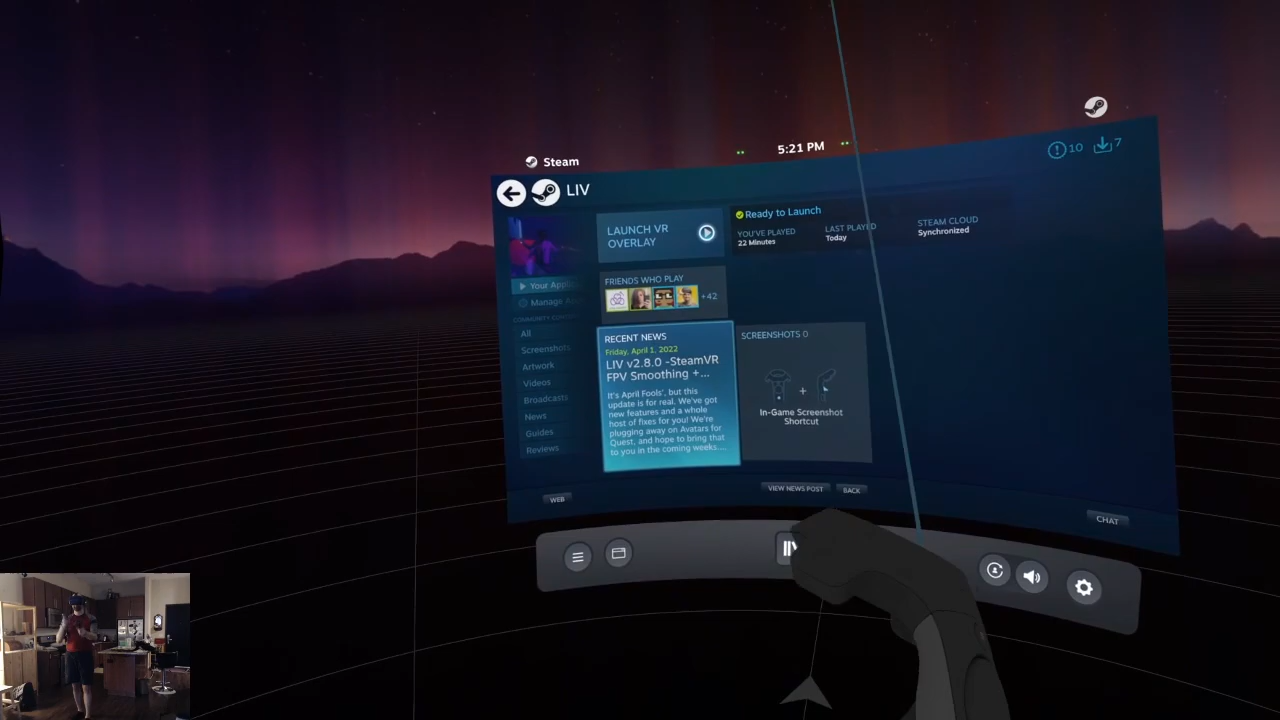 Steam
5:21 PM
10
7
LIV
LAUNCH VR
OVERLAY
Ready to Launch
YOU'VE PLAYED
22 Minutes
LAST PLAYED
Today
STEAM CLOUD
Synchronized
Your
Manage
FRIENDS WHO PLAY
+42
COMMUNITY
All
Screenshots
Artwork
Videos
Broadcasts
News
Guides
Reviews
RECENT NEWS
Friday, April 1, 2022
LIV v2.8.0 -SteamVR
FPV Smoothing +...
It's April Fools', but this
update is for real. We've got
new features and a whole
host of fixes for you! We're
plugging away on Avatars for
Quest, and hope to bring that
to you in the coming weeks....
SCREENSHOTS 0
+
In-Game Screenshot
Shortcut
WEB
VIEW NEWS POST
BACK
CHAT